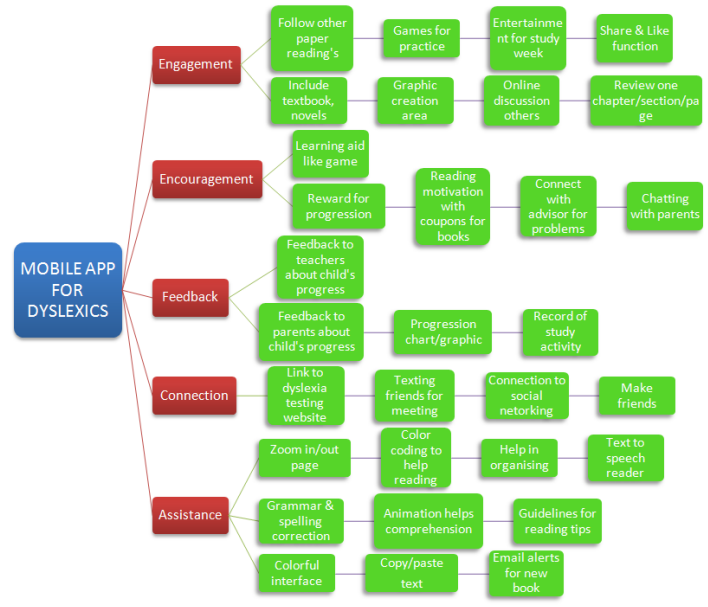 MOBILE APP
FOR
DYSLEXICS
Engagement
Follow other
paper
reading's
Games for
practice
Entertainme
nt for study
week
Share & Like
function
Include
textbook,
novels
Graphic
creation
area
Online
discussion
others
Review one
chapter/section/pa
ge
Encouragement
Learning aid
like game
Reward for
progression
Reading
motivation
with
coupons for
books
Connect
with
advisor for
problems
Chatting
with parents
Feedback
Feedback to
teachers
about child's
progress
Feedback to
parents about
child's progress
Progression
chart/graphic
Record of
study
activity
Connection
Link to
dyslexia
testing
website
Texting
friends for
meeting
Connection to
social
netorking
Make
friends
Assistance
Zoom in/out
page
Color
coding to
help
reading
Help in
organising
Text to
speech
reader
Grammar &
spelling
correction
Animation helps
comprehension
Guidelines for
reading tips
Colorful
interface
Copy/paste
text
Email alerts
for new
book